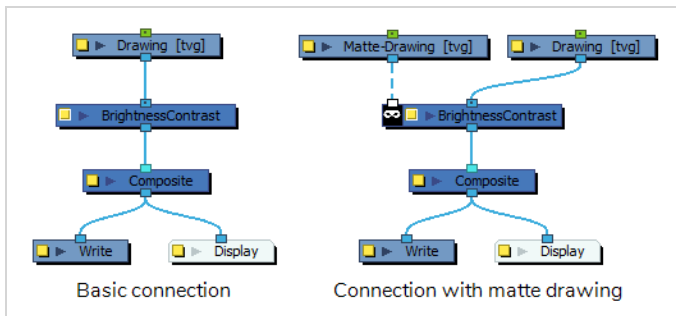 Drawing [tvg]
BrightnessContrast
Composite
Write
Display
Basic connection
Matte-Drawing [tvg]
Drawing [tvg]
BrightnessContrast
Composite
Write
Display
Connection with matte drawing